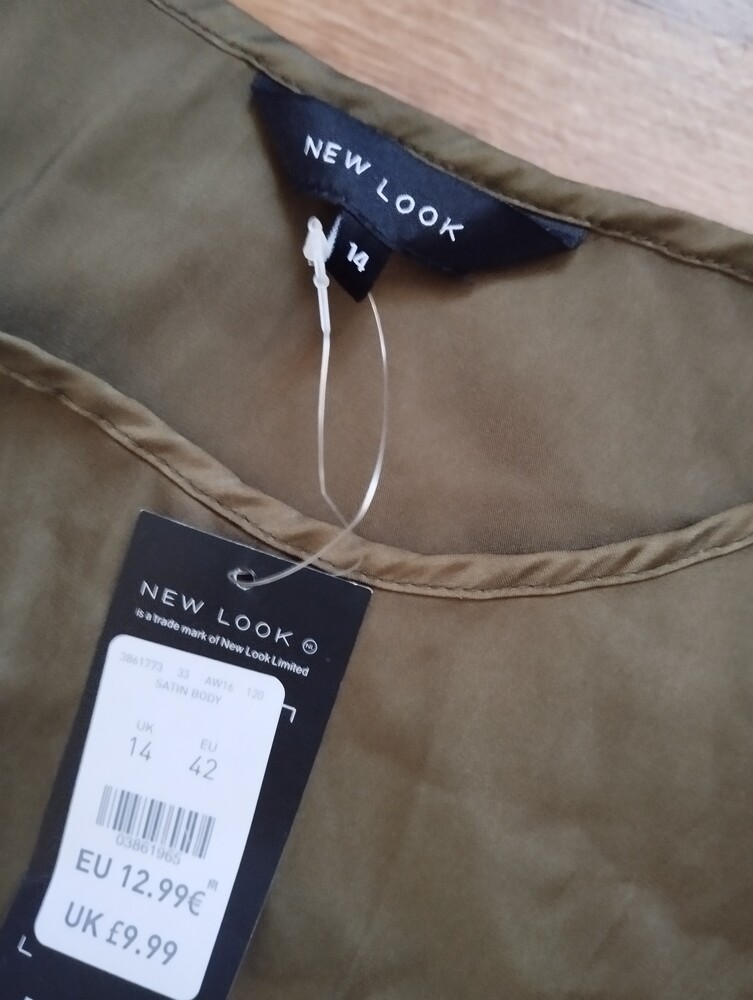 NEW LOOK
14
NEW LOOK
is a trade mark of New Look Limited
3861773 33 AW16 120
SATIN BODY
UK EU
14 42
03861965
EU 12.99€
UK £9.99